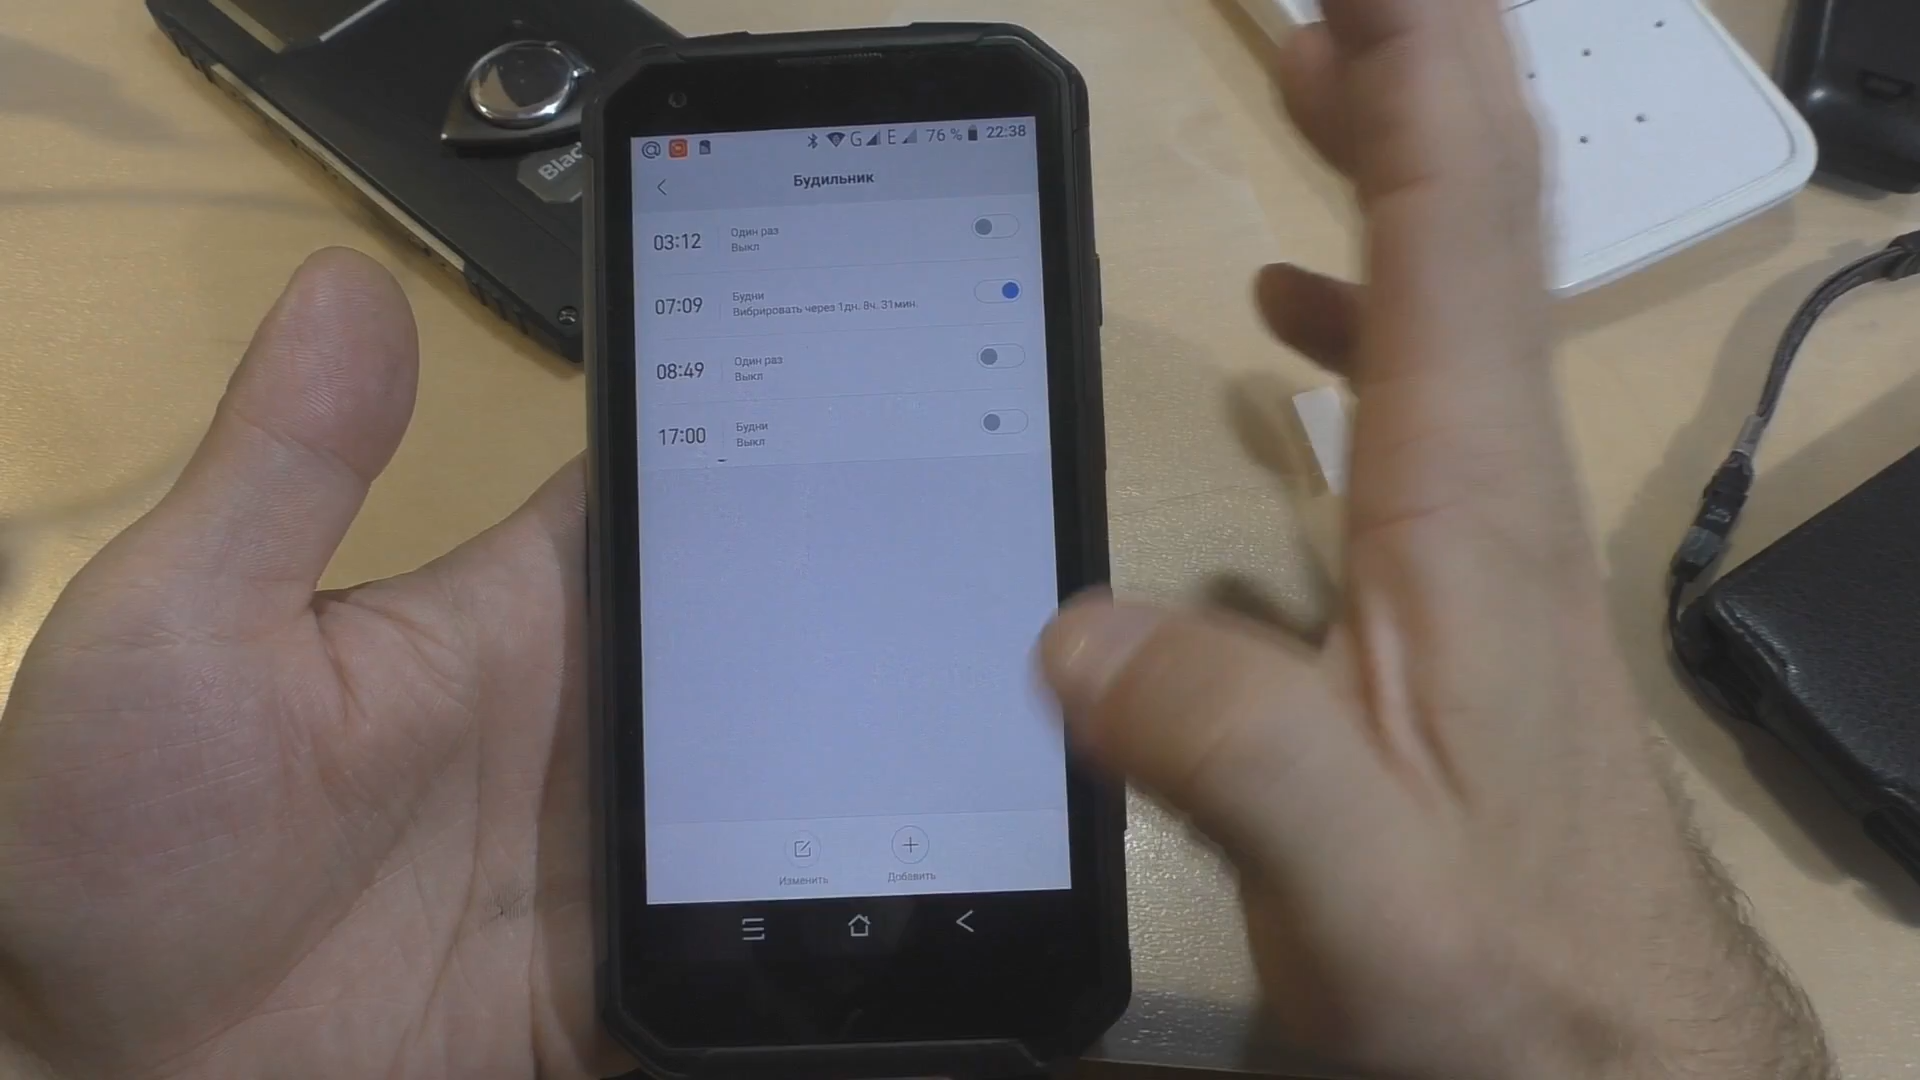 Blac
G E 76 % 22:38
Будильник
03:12 Один раз
Выкл
07:09 Будни
Вибрировать через 1дн. 8ч. 31мин.
08:49 Один раз
Выкл
17:00 Будни
Выкл
Изменить Добавить